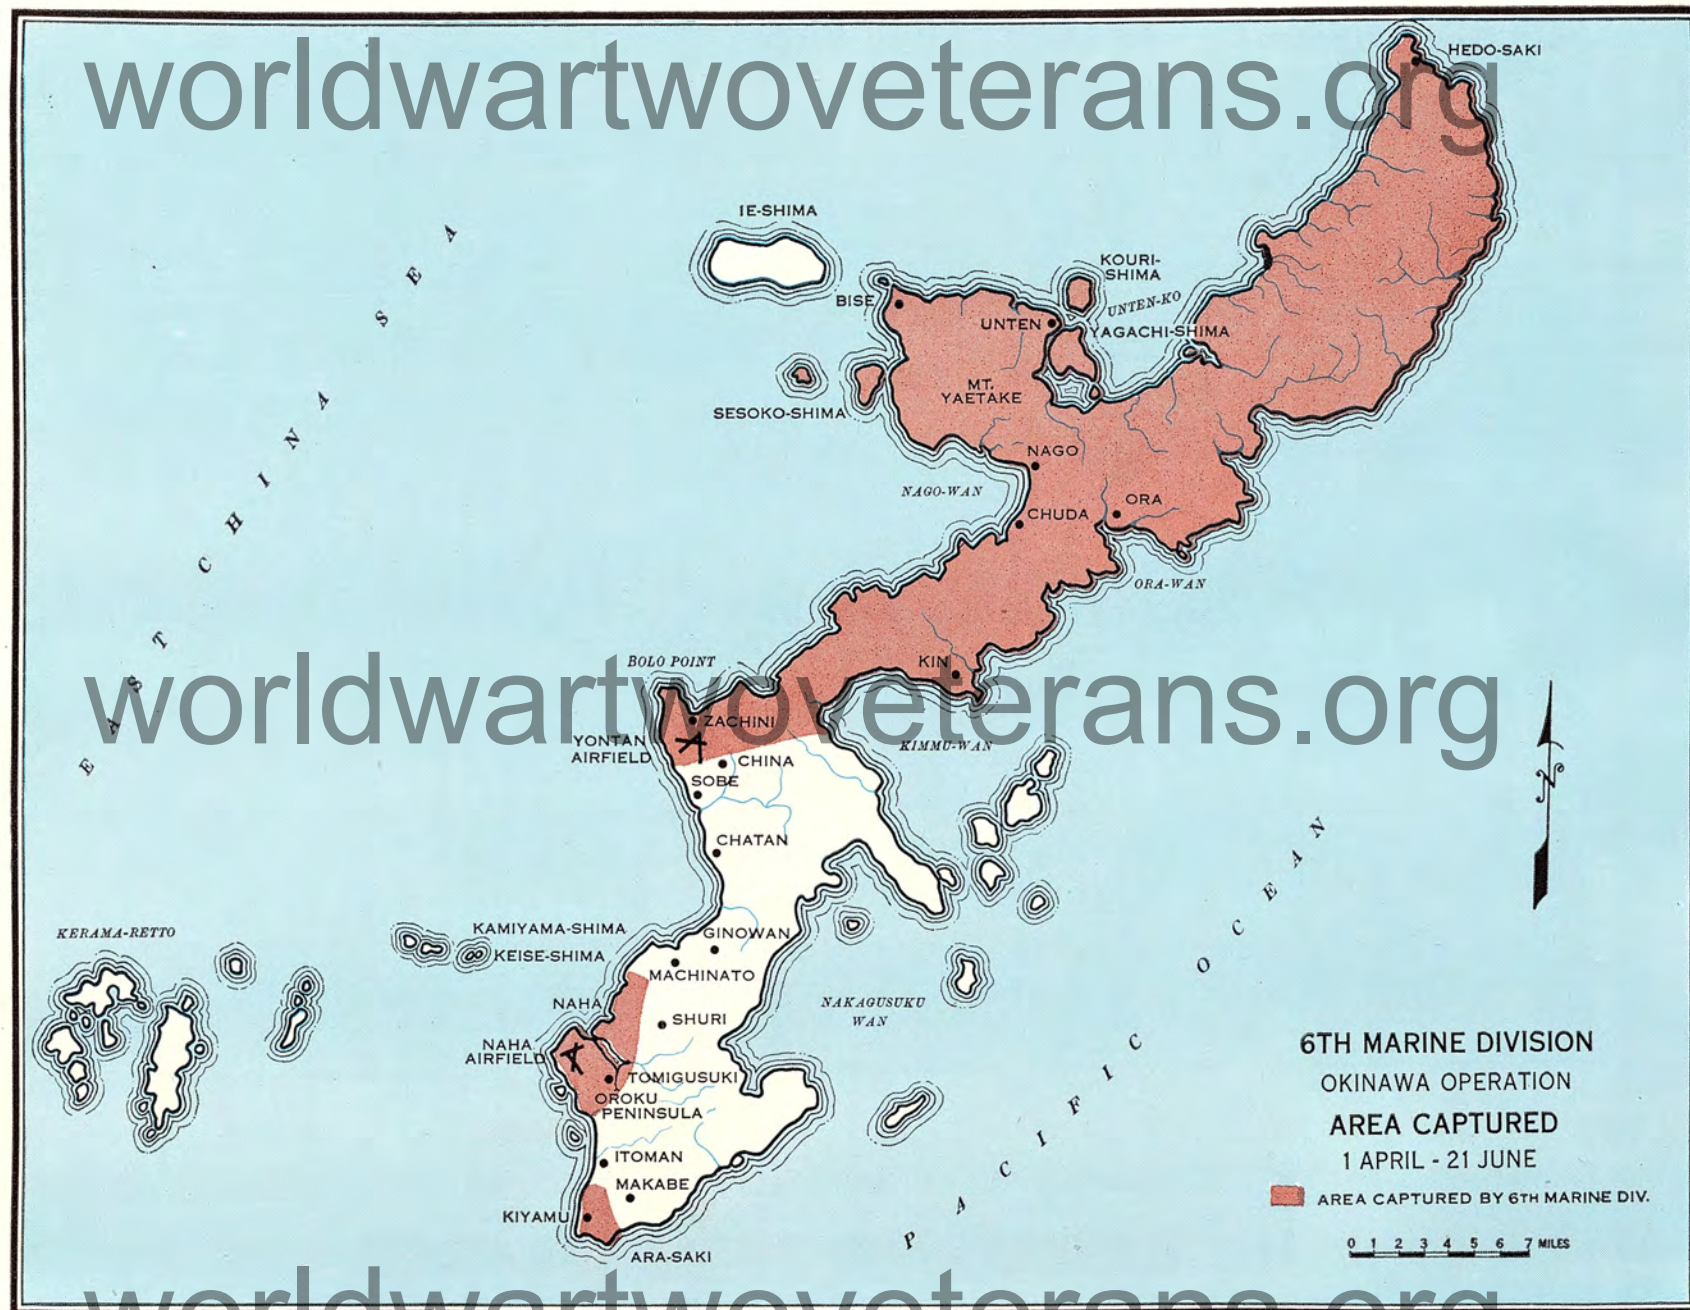 worldwartwoveterans.org
HEDO-SAKI
IE-SHIMA
KOURI-
SHIMA
UNTEN-KO
BISE
UNTEN
YAGACHI-SHIMA
MT.
YAETAKE
SESOKO-SHIMA
NAGO
NAGO-WAN
ORA
CHUDA
ORA-WAN
EAST CHINA SEA
worldwartwoveterans.org
BOLO POINT
KIN
ZACHINI
YONTAN
AIRFIELD
KIMMU-WAN
CHINA
SOBE
CHATAN
N
KERAMA-RETTO
KAMIYAMA-SHIMA
KEISE-SHIMA
GINOWAN
MACHINATO
NAHA
NAKAGUSUKU
WAN
SHURI
NAHA
AIRFIELD
TOMIGUSUKI
OROKU
PENINSULA
PACIFIC OCEAN
ITOMAN
MAKABE
KIYAMU
ARA-SAKI
6TH MARINE DIVISION
OKINAWA OPERATION
AREA CAPTURED
1 APRIL - 21 JUNE
AREA CAPTURED BY 6TH MARINE DIV.
0 1 2 3 4 5 6 7 MILES
worldwartwoveterans.org